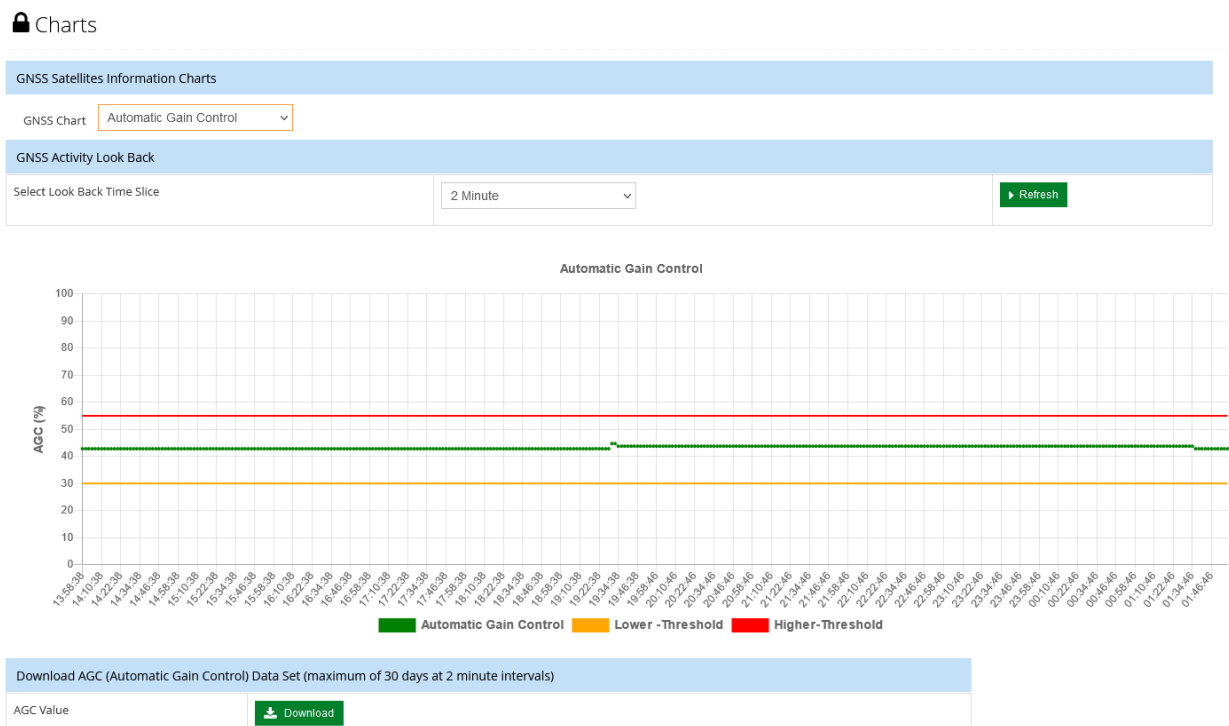 Charts
GNSS Satellites Information Charts
GNSS Chart Automatic Gain Control
GNSS Activity Look Back
Select Look Back Time Slice 2 Minute Refresh
Automatic Gain Control
100
90
80
70
60
50
40
30
20
10
0
AGC (%)
13:58:38 14:10:38 14:22:38 14:34:38 14:46:38 14:58:38 15:10:38 15:22:38 15:34:38 15:46:38 15:58:38 16:10:38 16:22:38 16:34:38 16:46:38 16:58:38 17:10:38 17:22:38 17:34:38 17:46:38 17:58:38 18:10:38 18:22:38 18:34:38 18:46:38 18:58:38 19:10:38 19:22:38 19:34:38 19:46:38 19:58:46 20:10:46 20:22:46 20:34:46 20:46:46 20:58:46 21:10:46 21:22:46 21:34:46 21:46:46 21:58:46 22:10:46 22:22:46 22:34:46 22:46:46 22:58:46 23:10:46 23:22:46 23:34:46 23:46:46 23:58:46 00:10:46 00:22:46 00:34:46 00:46:46 00:58:46 01:10:46 01:22:46 01:34:46 01:46:46
Automatic Gain Control Lower -Threshold Higher-Threshold
Download AGC (Automatic Gain Control) Data Set (maximum of 30 days at 2 minute intervals)
AGC Value Download